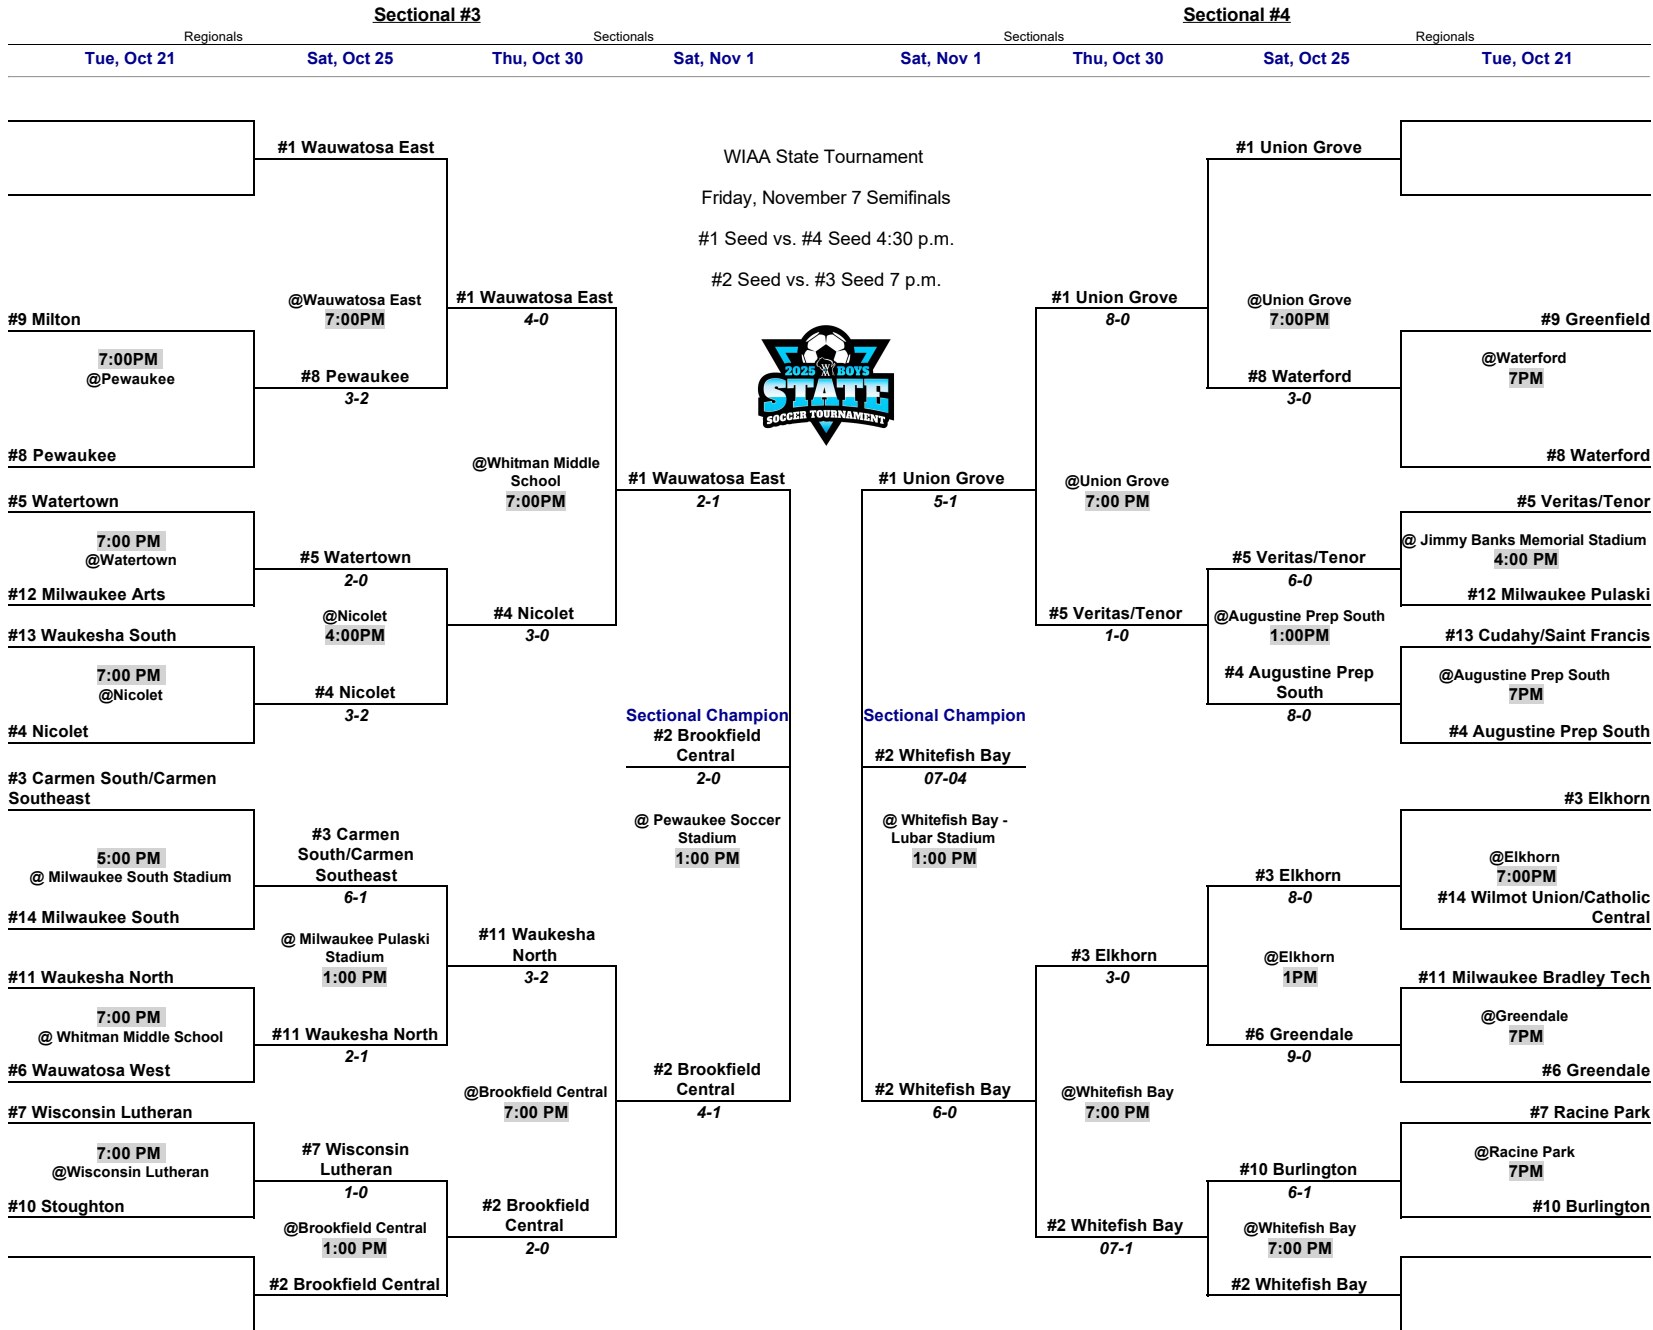 Sectional #3
Sectional #4
Regionals
Sectionals
Sectionals
Regionals
Tue, Oct 21
Sat, Oct 25
Thu, Oct 30
Sat, Nov 1
Sat, Nov 1
Thu, Oct 30
Sat, Oct 25
Tue, Oct 21
#9 Milton
7:00PM
@Pewaukee
#8 Pewaukee
#5 Watertown
7:00 PM
@Watertown
#12 Milwaukee Arts
#13 Waukesha South
7:00 PM
@Nicolet
#4 Nicolet
#3 Carmen South/Carmen
Southeast
5:00 PM
@ Milwaukee South Stadium
#14 Milwaukee South
#11 Waukesha North
7:00 PM
@ Whitman Middle School
#6 Wauwatosa West
#7 Wisconsin Lutheran
7:00 PM
@Wisconsin Lutheran
#10 Stoughton
#1 Wauwatosa East
@Wauwatosa East
7:00PM
#8 Pewaukee
3-2
#5 Watertown
2-0
@Nicolet
4:00PM
#4 Nicolet
3-2
#3 Carmen
South/Carmen
Southeast
6-1
@ Milwaukee Pulaski
Stadium
1:00 PM
#11 Waukesha North
2-1
#7 Wisconsin
Lutheran
1-0
@Brookfield Central
1:00 PM
#2 Brookfield Central
#1 Wauwatosa East
4-0
@Whitman Middle
School
7:00PM
#4 Nicolet
3-0
#11 Waukesha
North
3-2
@Brookfield Central
7:00 PM
#2 Brookfield
Central
2-0
#1 Wauwatosa East
2-1
Sectional Champion
#2 Brookfield
Central
2-0
@ Pewaukee Soccer
Stadium
1:00 PM
#2 Brookfield
Central
4-1
WIAA State Tournament
Friday, November 7 Semifinals
#1 Seed vs. #4 Seed 4:30 p.m.
#2 Seed vs. #3 Seed 7 p.m.
2025 BOYS
STATE
SOCCER TOURNAMENT
#1 Union Grove
5-1
Sectional Champion
#2 Whitefish Bay
07-04
@ Whitefish Bay -
Lubar Stadium
1:00 PM
#2 Whitefish Bay
6-0
#1 Union Grove
8-0
@Union Grove
7:00 PM
#5 Veritas/Tenor
1-0
#3 Elkhorn
3-0
@Whitefish Bay
7:00 PM
#2 Whitefish Bay
07-1
#1 Union Grove
@Union Grove
7:00PM
#8 Waterford
3-0
#5 Veritas/Tenor
6-0
@Augustine Prep South
1:00PM
#4 Augustine Prep
South
8-0
#3 Elkhorn
8-0
@Elkhorn
1PM
#6 Greendale
9-0
#10 Burlington
6-1
@Whitefish Bay
7:00 PM
#2 Whitefish Bay
#9 Greenfield
@Waterford
7PM
#8 Waterford
#5 Veritas/Tenor
@ Jimmy Banks Memorial Stadium
4:00 PM
#12 Milwaukee Pulaski
#13 Cudahy/Saint Francis
@Augustine Prep South
7PM
#4 Augustine Prep South
#3 Elkhorn
@Elkhorn
7:00PM
#14 Wilmot Union/Catholic
Central
#11 Milwaukee Bradley Tech
@Greendale
7PM
#6 Greendale
#7 Racine Park
@Racine Park
7PM
#10 Burlington